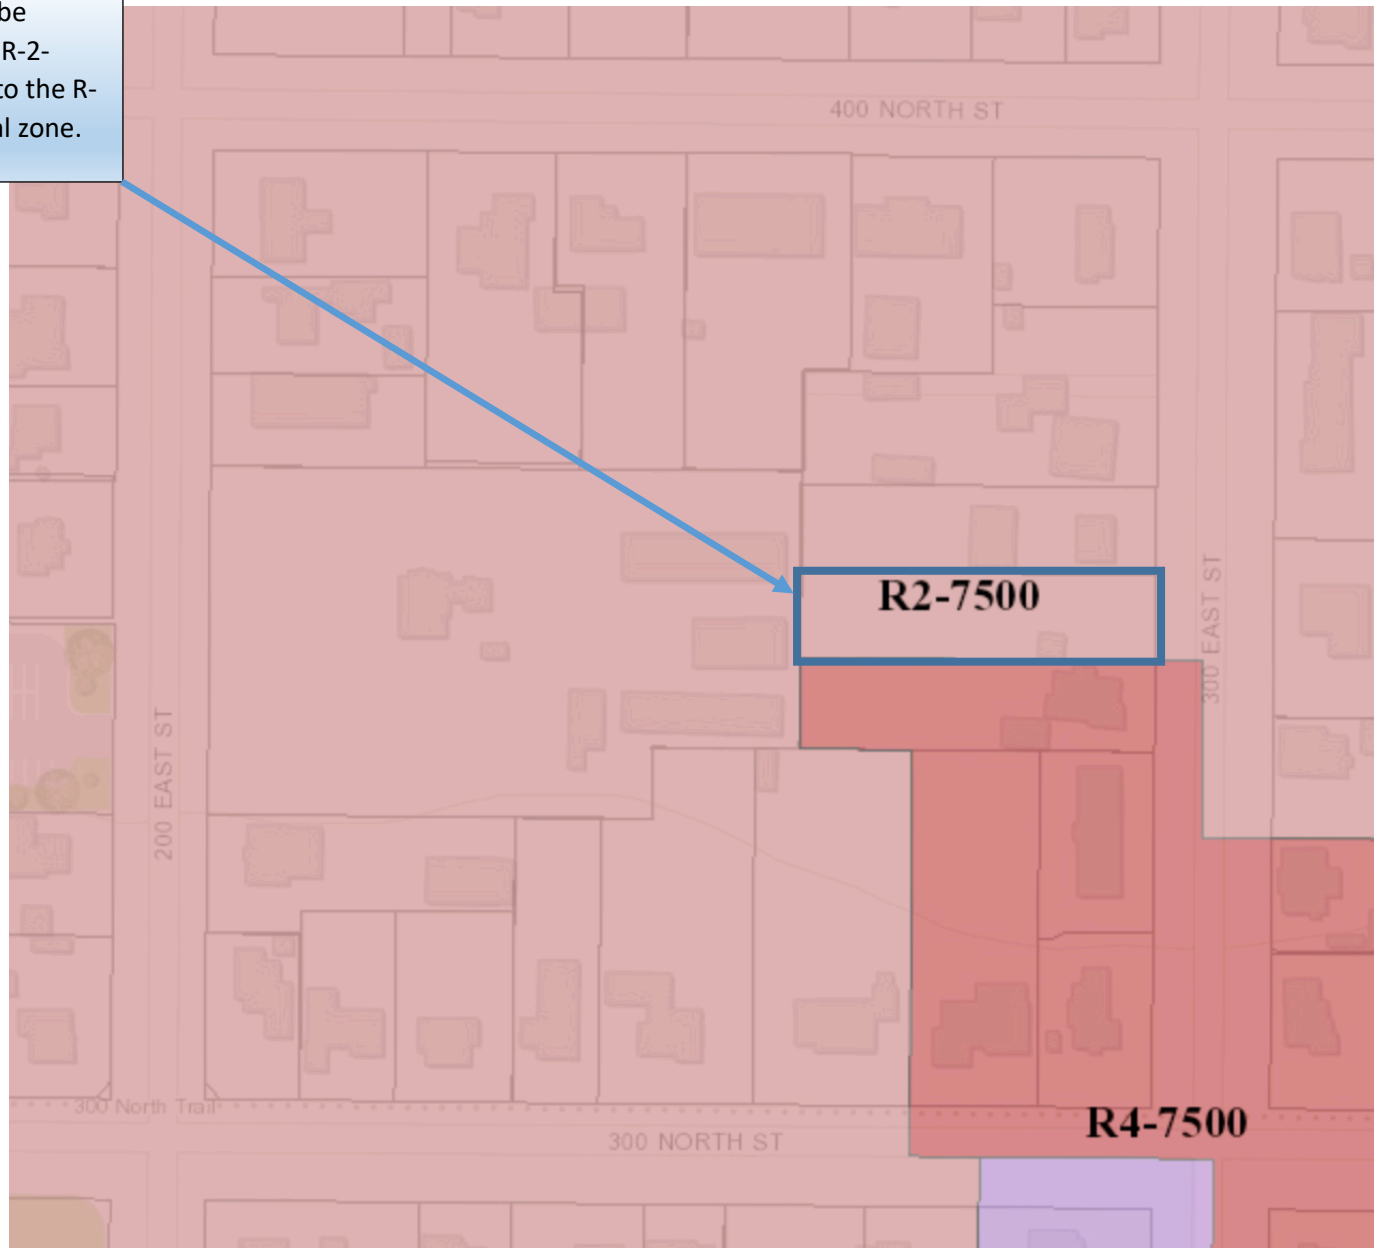 be
R-2-
to the R-
l zone.
400 NORTH ST
R2-7500
300 EAST ST
200 EAST ST
300 North Trail
R4-7500
300 NORTH ST